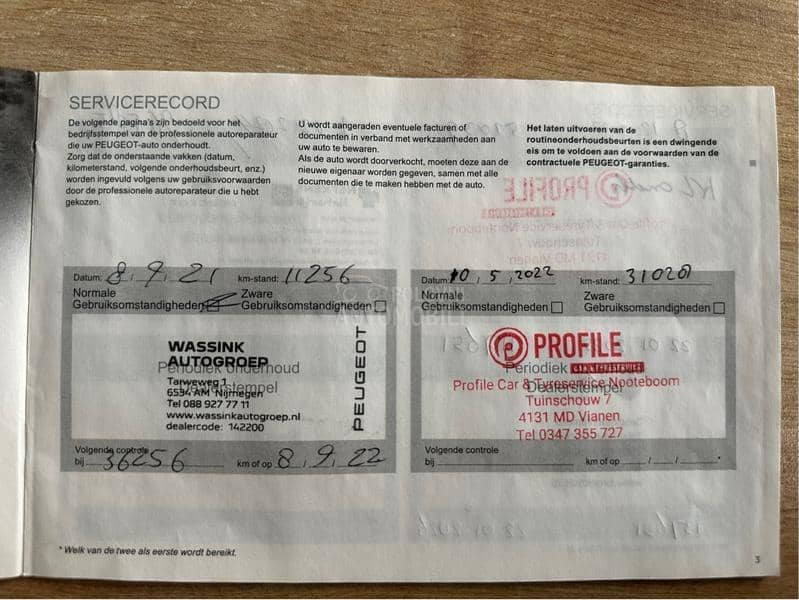 SERVICERECORD
De volgende pagina's zijn bedoeld voor het
bedrijfsstempel van de professionele autoreparateur
die uw PEUGEOT-auto onderhoud.
Zorg dat de onderstaande vakken (datum,
kilometerstand, volgende onderhoudsbeurt, enz.)
worden ingevuld volgens uw gebruiksvoorwaarden
door de professionele autoreparateur die u hebt
gekozen.
U wordt aangeraden eventuele facturen of
documenten in verband met werkzaamheden aan
uw auto te bewaren.
Als de auto wordt doorverkocht, moeten deze aan de
nieuwe eigenaar worden gegeven, samen met alle
documenten die te maken hebben met de auto.
Het laten uitvoeren van de
routineonderhoudsbeurten is een dwingende
eis om te voldoen aan de voorwaarden van de
contractuele PEUGEOT-garanties.
Datum: 8, 9, 21 km-stand: 11256
Normale Zware
Gebruiksomstandigheden Gebruiksomstandigheden
WASSINK
AUTOGROEP
Periodiek onderhoud
Dealerstempel
Tarweweg 1
6534 AM Nijmegen
Tel 088 927 77 11
www.wassinkautogroep.nl
dealercode: 142200
PEUGEOT
Volgende controle
bij 36256 km of op 8, 9, 22
Datum: 10, 5, 2022 km-stand: 31020
Normale Zware
Gebruiksomstandigheden Gebruiksomstandigheden
PROFILE
Periodiek
Dealerstempel
Profile Car & Tyreservice Nooteboom
Tuinschouw 7
4131 MD Vianen
Tel 0347 355 727
Volgende controle
bij km of op / / *
* Welk van de twee als eerste wordt bereikt.
3